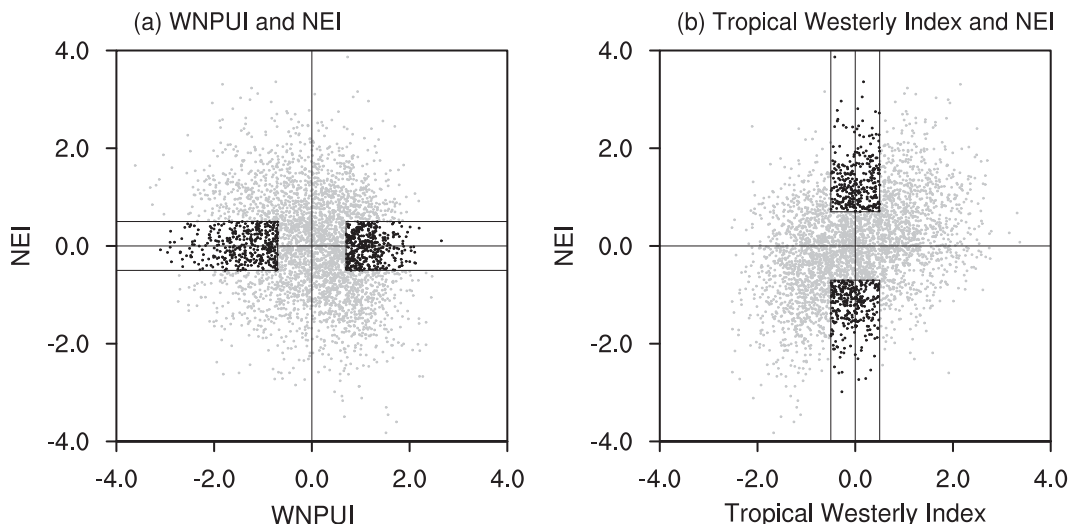 (a) WNPUI and NEI
4.0
2.0
0.0
-2.0
-4.0
NEI
-4.0 -2.0 0.0 2.0 4.0
WNPUI
(b) Tropical Westerly Index and NEI
4.0
2.0
0.0
-2.0
-4.0
NEI
-4.0 -2.0 0.0 2.0 4.0
Tropical Westerly Index